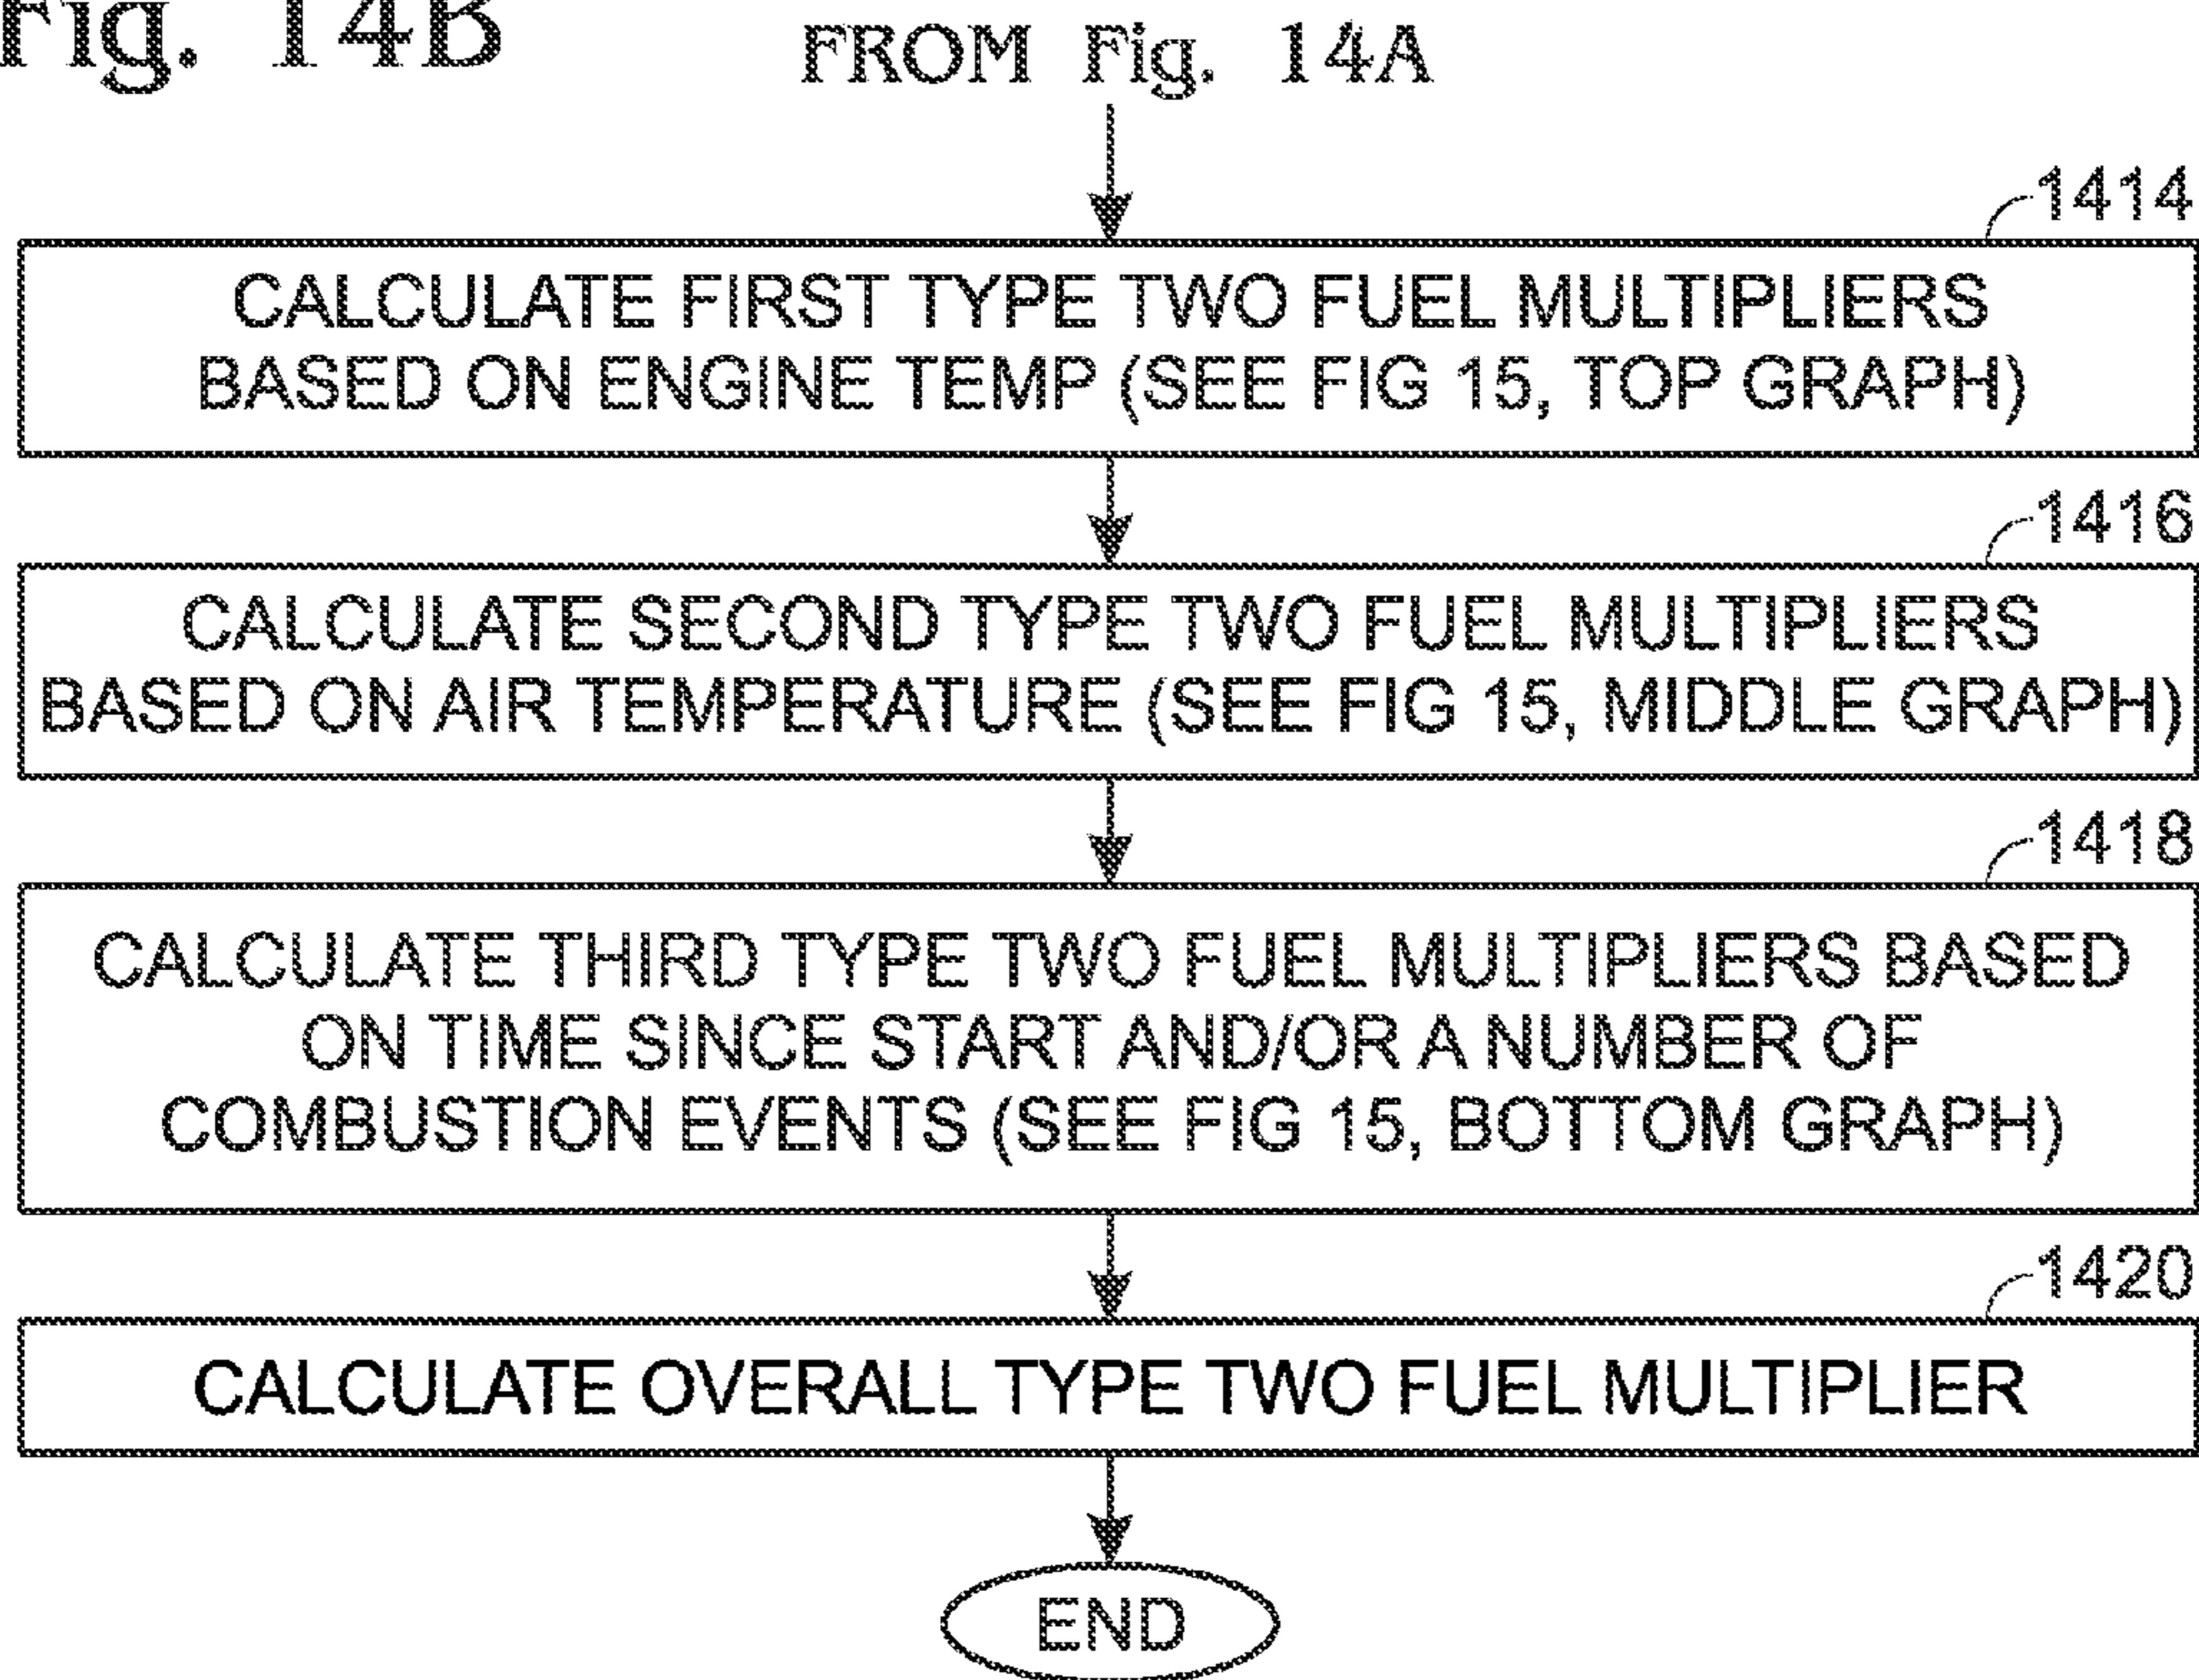 Fig. 14B
FROM Fig. 14A
1414
CALCULATE FIRST TYPE TWO FUEL MULTIPLIERS
BASED ON ENGINE TEMP (SEE FIG 15, TOP GRAPH)
1416
CALCULATE SECOND TYPE TWO FUEL MULTIPLIERS
BASED ON AIR TEMPERATURE (SEE FIG 15, MIDDLE GRAPH)
1418
CALCULATE THIRD TYPE TWO FUEL MULTIPLIERS BASED
ON TIME SINCE START AND/OR A NUMBER OF
COMBUSTION EVENTS (SEE FIG 15, BOTTOM GRAPH)
1420
CALCULATE OVERALL TYPE TWO FUEL MULTIPLIER
END